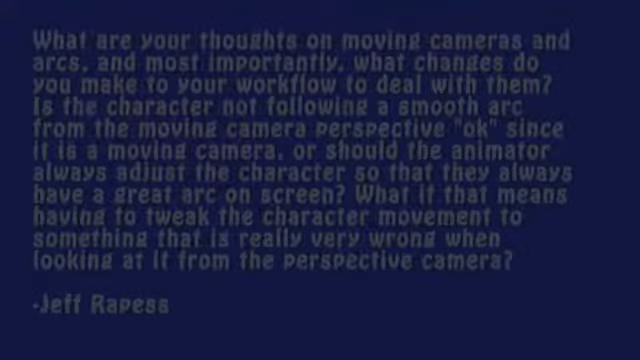 What are your thoughts on moving cameras and
arcs, and most importantly, what changes do
you make to your workflow to deal with them?
Is the character not following a smooth arc
from the moving camera perspective "ok" since
it is a moving camera, or should the animator
always adjust the character so that they always
have a great arc on screen? What if that means
having to tweak the character movement to
something that is really very wrong when
looking at it from the perspective camera?
-Jeff Rapess